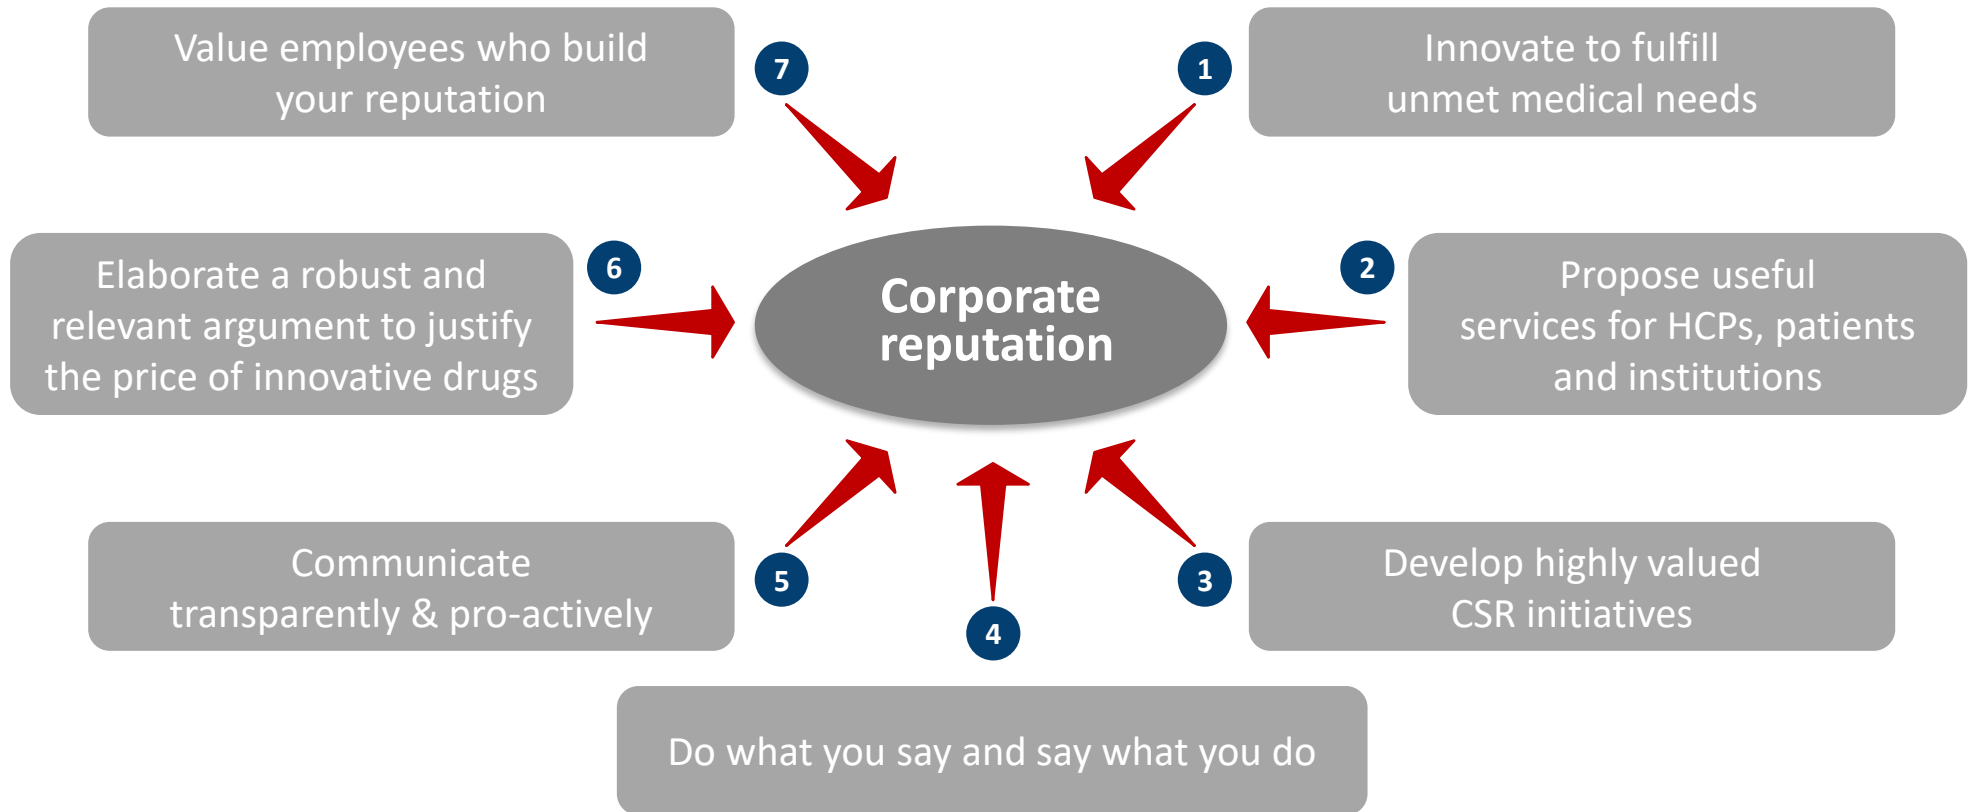 Value employees who build
your reputation
7
1
Innovate to fulfill
unmet medical needs
Elaborate a robust and
relevant argument to justify
the price of innovative drugs
6
Corporate
reputation
2
Propose useful
services for HCPs, patients
and institutions
Communicate
transparently & pro-actively
5
4
3
Develop highly valued
CSR initiatives
Do what you say and say what you do